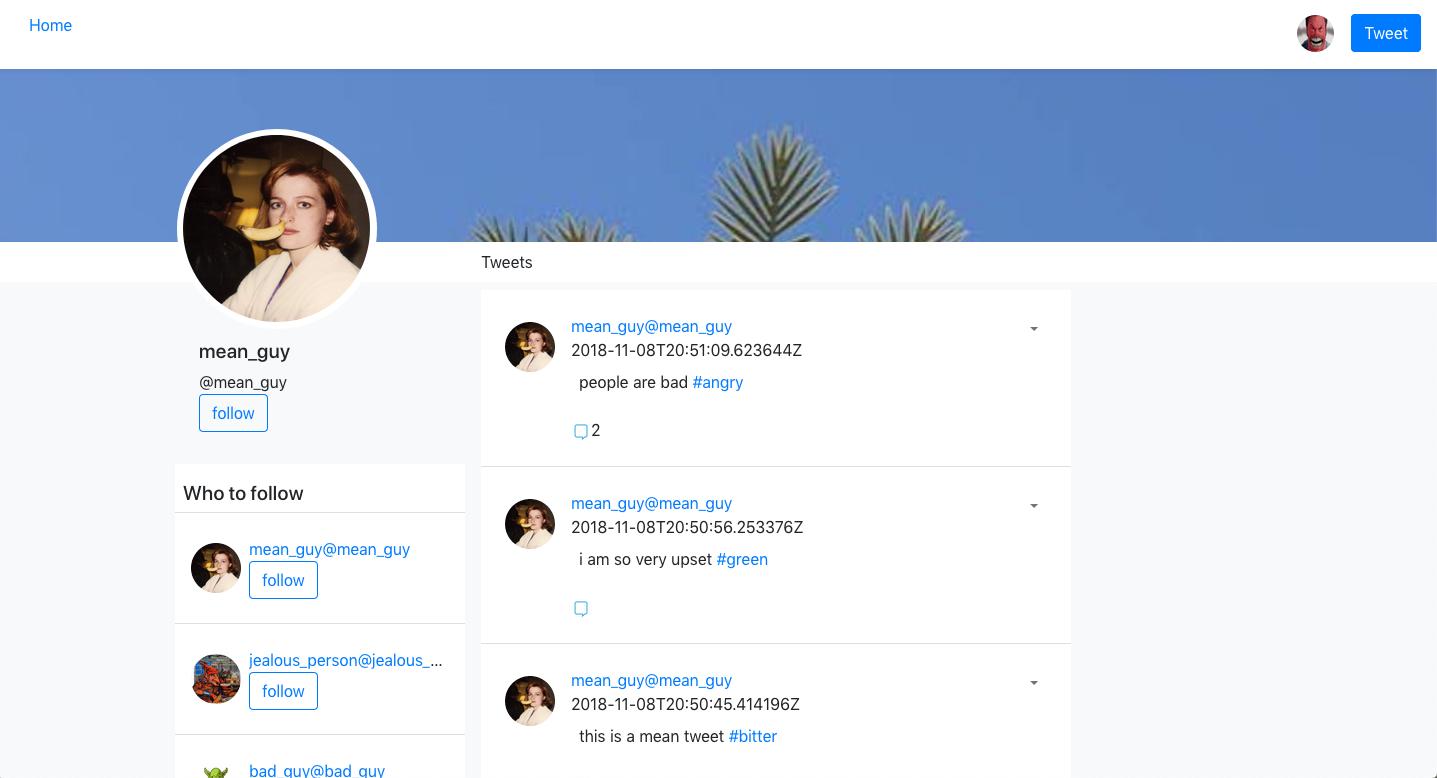 Home
Tweet
Tweets
mean_guy
@mean_guy
follow
Who to follow
mean_guy@mean_guy
follow
jealous_person@jealous_...
follow
bad_guy@bad_guy
mean_guy@mean_guy
2018-11-08T20:51:09.623644Z
people are bad #angry
2
mean_guy@mean_guy
2018-11-08T20:50:56.253376Z
i am so very upset #green
mean_guy@mean_guy
2018-11-08T20:50:45.414196Z
this is a mean tweet #bitter